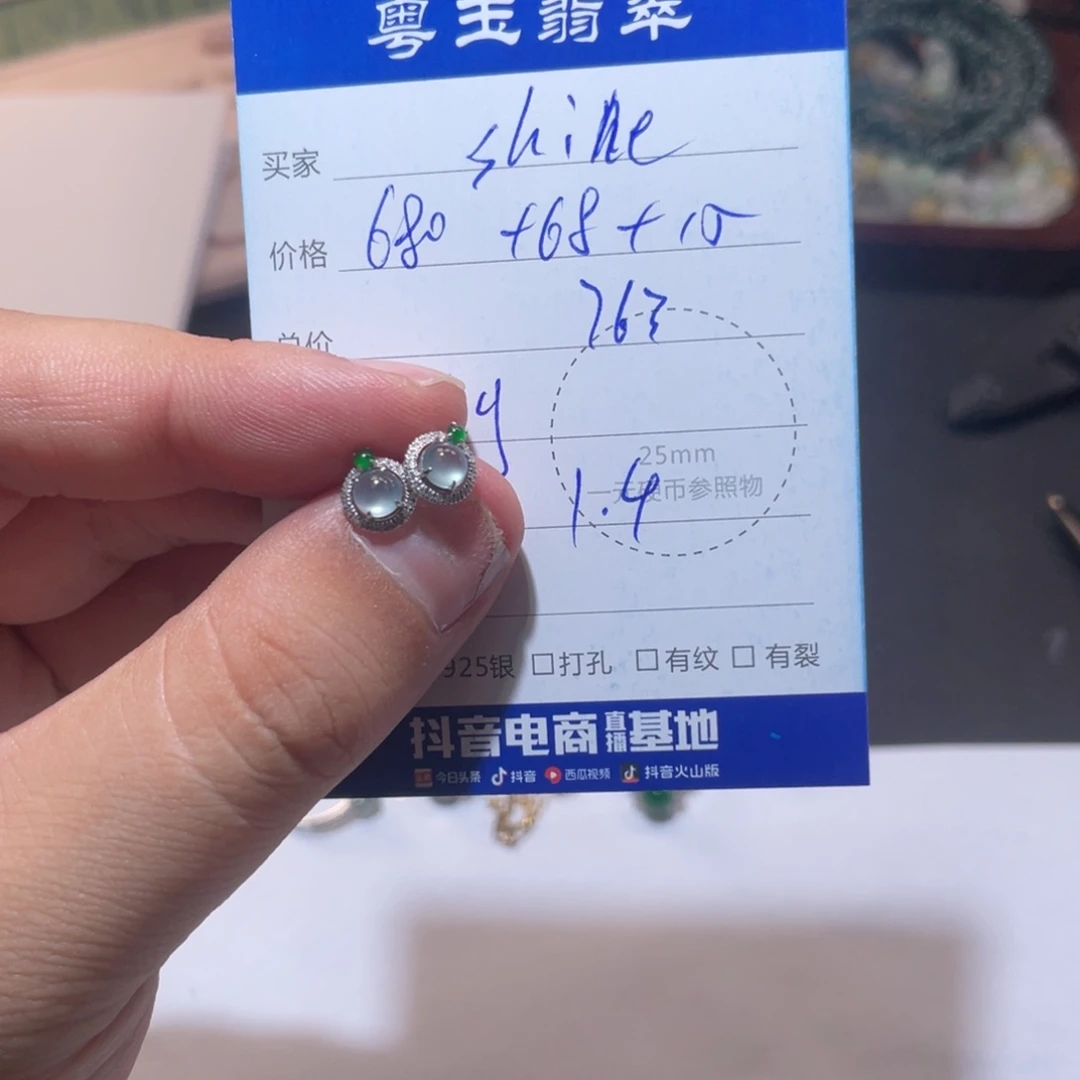 粤玉翡翠
买家 shine
价格 680 +68+15
总价 763
y
25mm
一元硬币参照物
1.4
925银 □打孔 □有纹 □有裂
抖音电商直播基地
今日头条 抖音 西瓜视频 抖音火山版